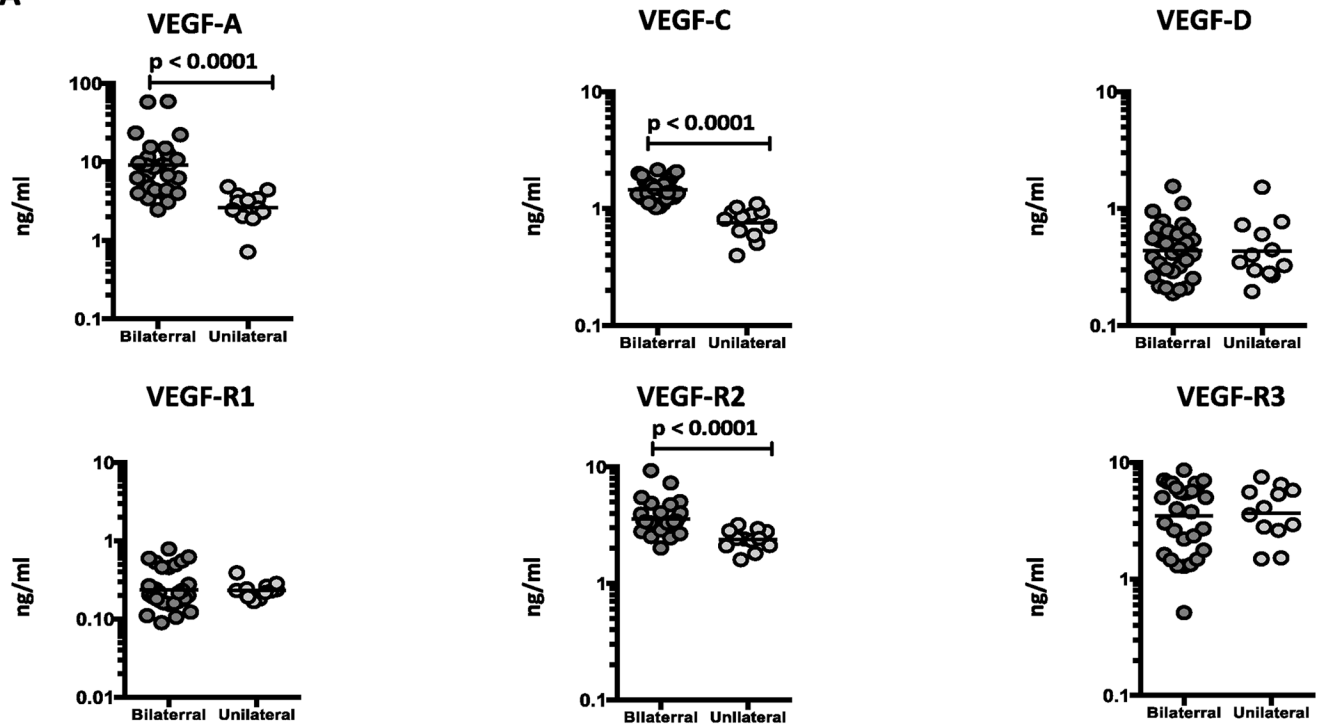 A
VEGF-A
p < 0.0001
100
10
1
0.1
ng/ml
Bilaterral Unilateral
VEGF-C
p < 0.0001
10
1
0.1
ng/ml
Bilaterral Unilateral
VEGF-D
10
1
0.1
ng/ml
Bilaterral Unilateral
VEGF-R1
10
1
0.10
0.01
ng/ml
Bilaterral Unilateral
VEGF-R2
p < 0.0001
10
1
0.1
ng/ml
Bilaterral Unilateral
VEGF-R3
10
1
0.1
ng/ml
Bilaterral Unilateral